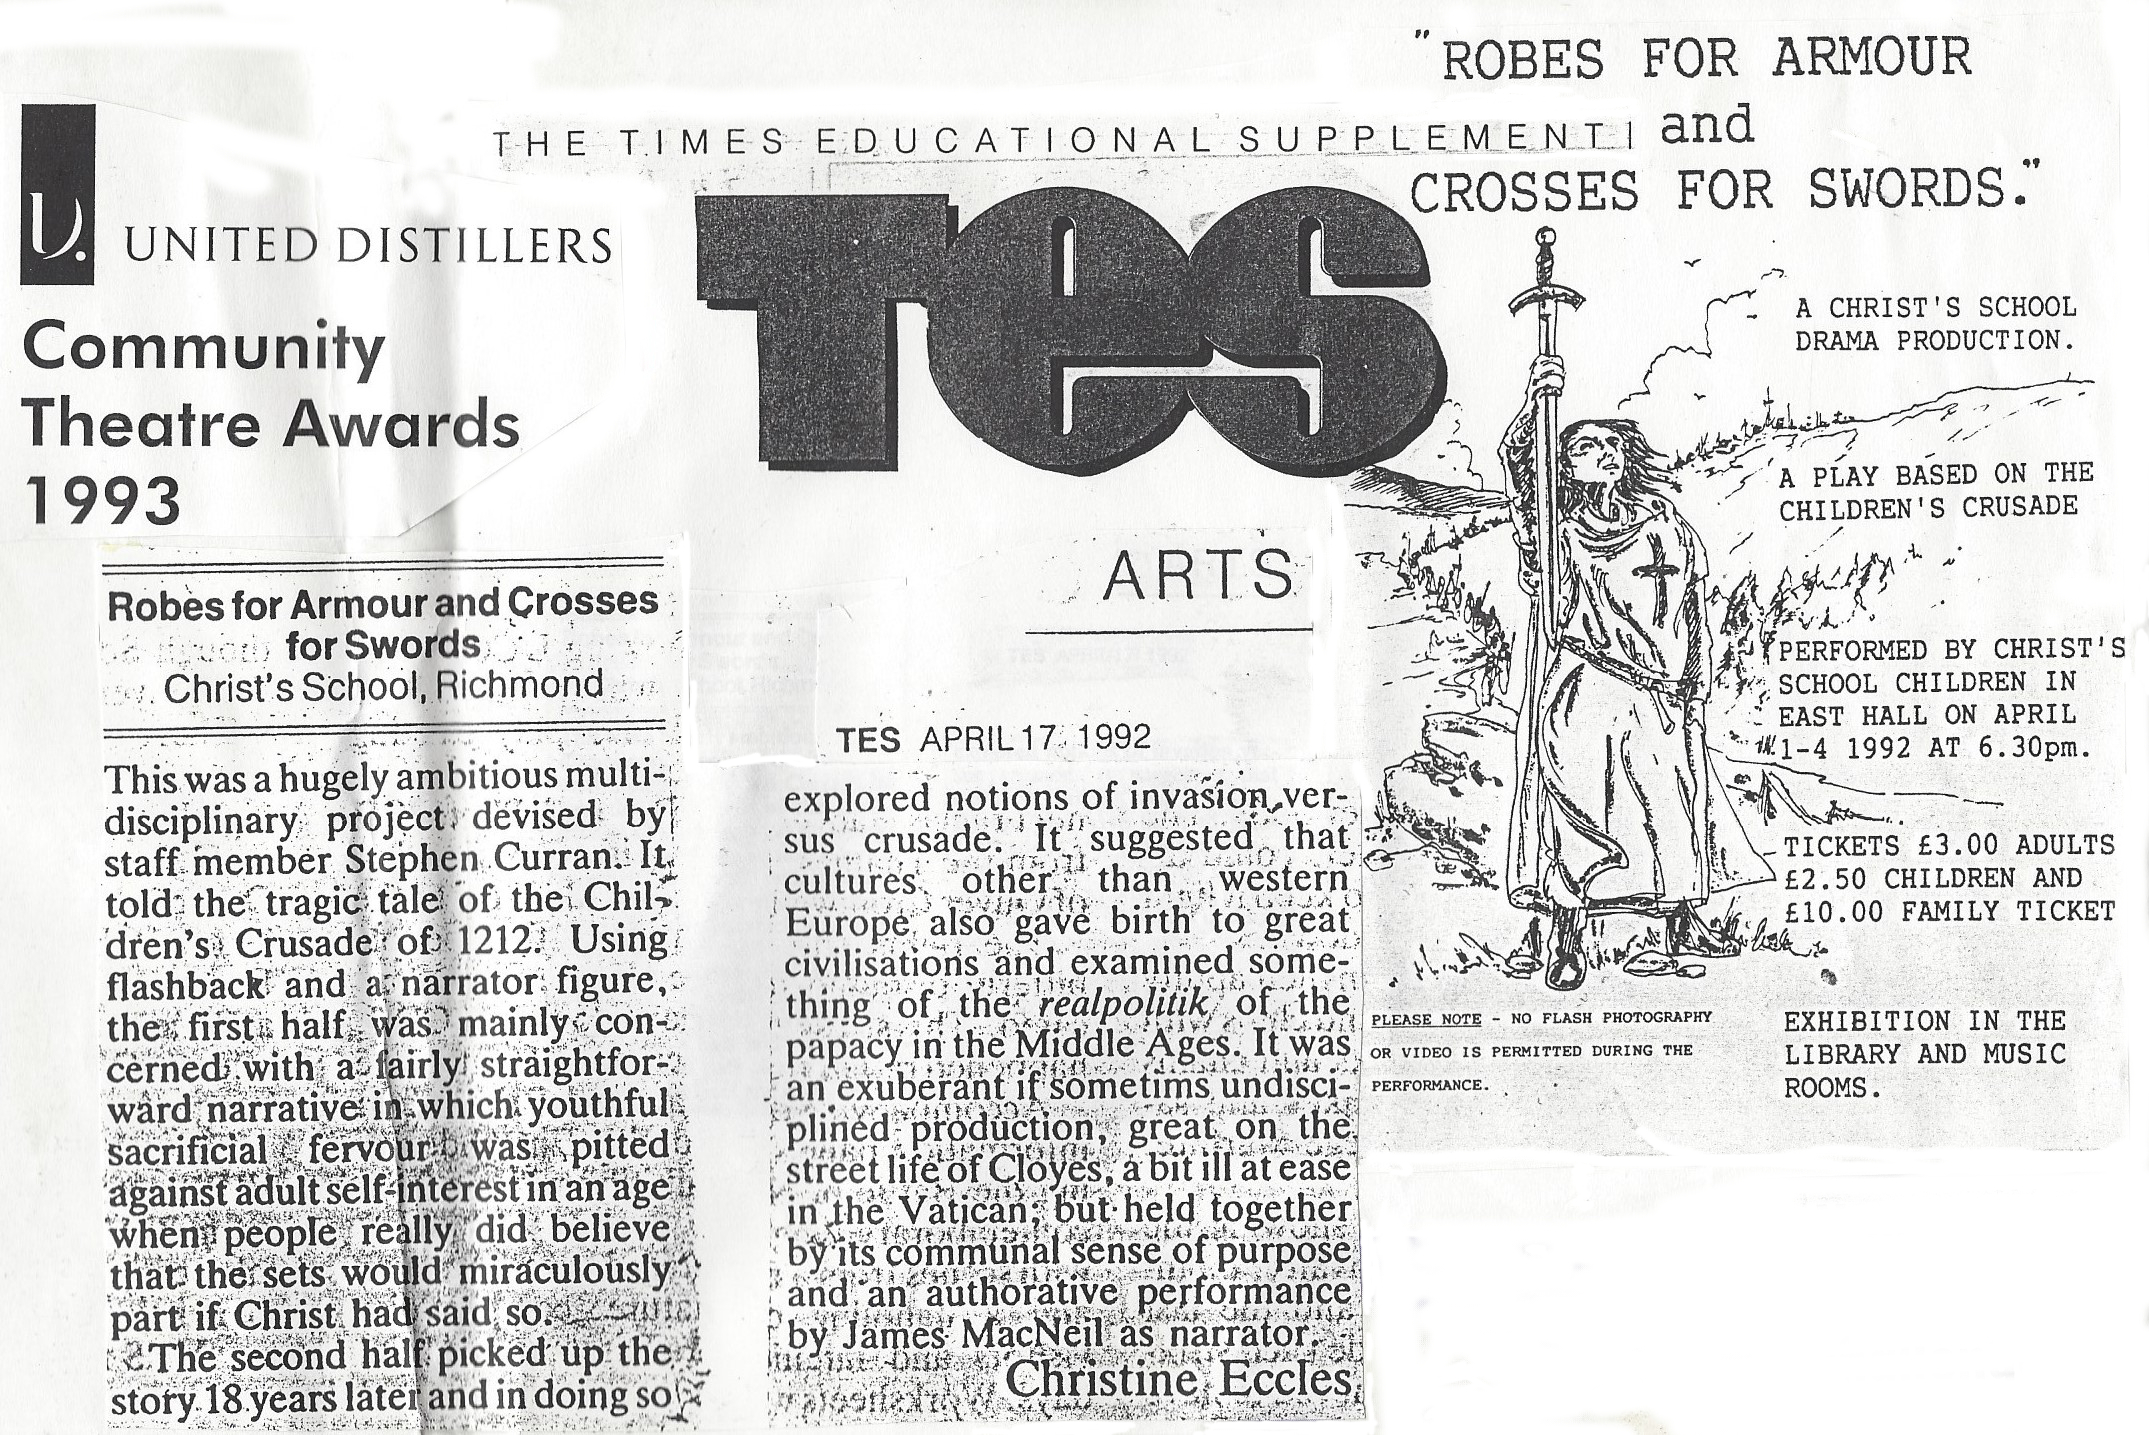 U.
UNITED DISTILLERS
Community
Theatre Awards
1993
THE TIMES EDUCATIONAL SUPPLEMENT
TES
ARTS
TES APRIL 17 1992
Robes for Armour and Crosses
for Swords
Christ's School, Richmond
This was a hugely ambitious multi-
disciplinary project devised by
staff member Stephen Curran. It
told the tragic tale of the Chil-
dren's Crusade of 1212. Using
flashback and a narrator figure,
the first half was mainly con-
cerned with a fairly straightfor-
ward narrative in which youthful
sacrificial fervour was pitted
against adult self-interest in an age
when people really did believe
that the sets would miraculously
part if Christ had said so.
The second half picked up the
story 18 years later and in doing so
explored notions of invasion ver-
sus crusade. It suggested that
cultures other than western
Europe also gave birth to great
civilisations and examined some-
thing of the realpolitik of the
papacy in the Middle Ages. It was
an exuberant if sometims undisci-
plined production, great on the
street life of Cloyes, a bit ill at ease
in the Vatican; but held together
by its communal sense of purpose
and an authorative performance
by James MacNeil as narrator.
Christine Eccles
"ROBES FOR ARMOUR
and
CROSSES FOR SWORDS."
A CHRIST'S SCHOOL
DRAMA PRODUCTION.
A PLAY BASED ON THE
CHILDREN'S CRUSADE
PERFORMED BY CHRIST'S
SCHOOL CHILDREN IN
EAST HALL ON APRIL
1-4 1992 AT 6.30pm.
TICKETS £3.00 ADULTS
£2.50 CHILDREN AND
£10.00 FAMILY TICKET
PLEASE NOTE - NO FLASH PHOTOGRAPHY
OR VIDEO IS PERMITTED DURING THE
PERFORMANCE.
EXHIBITION IN THE
LIBRARY AND MUSIC
ROOMS.